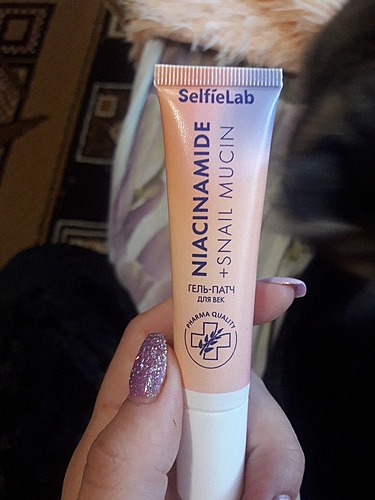 SelfieLab
NIACINAMIDE
+SNAIL MUCIN
ГЕЛЬ-ПАТЧ
ДЛЯ ВЕК
PHARMA QUALITY